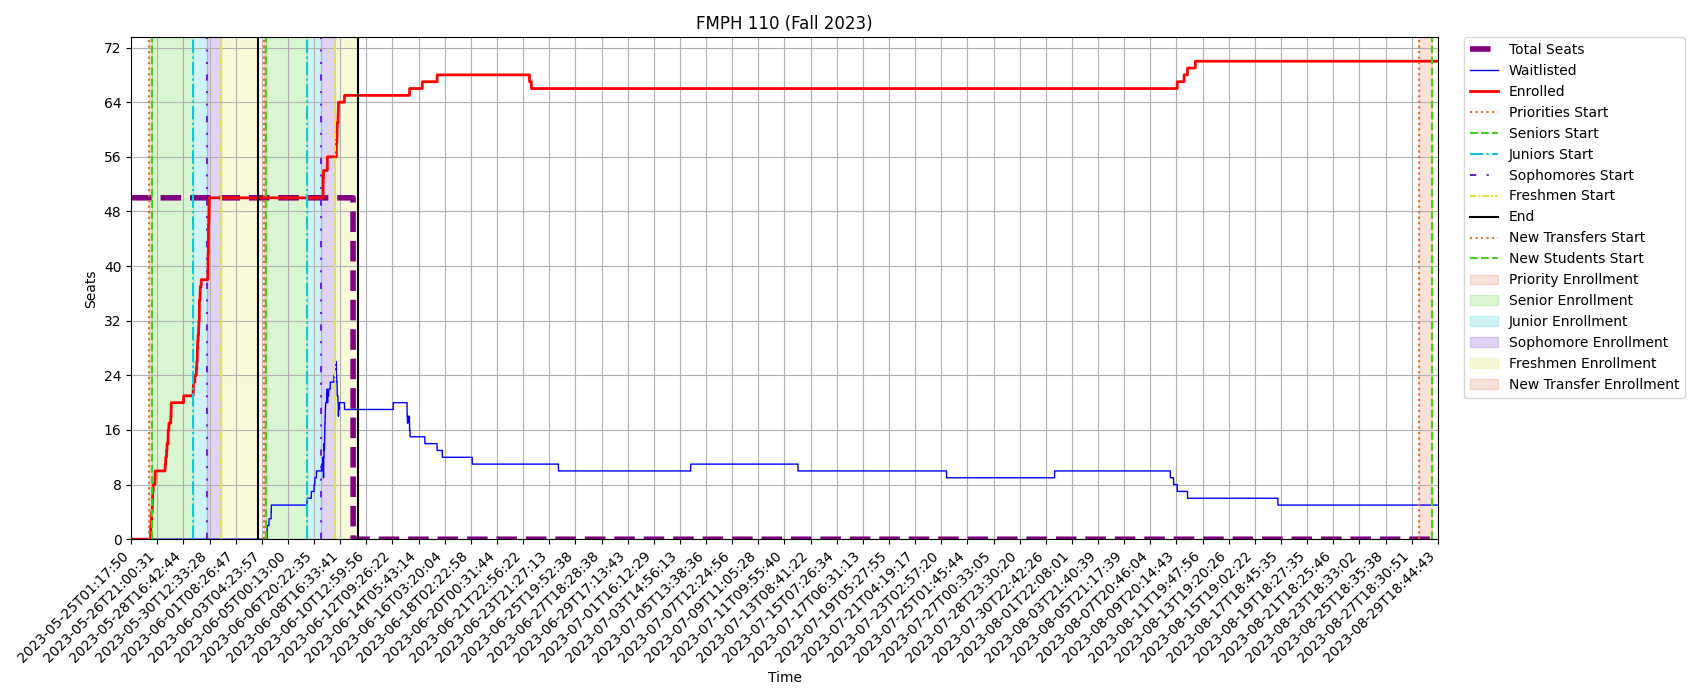 FMPH 110 (Fall 2023)
72
64
56
48
40
32
24
16
8
0
Seats
2023-05-25T01:17:50
2023-05-26T21:00:31
2023-05-28T16:42:44
2023-05-30T12:33:28
2023-06-01T08:26:47
2023-06-03T04:23:57
2023-06-05T00:13:00
2023-06-06T20:22:35
2023-06-08T16:33:41
2023-06-10T12:59:56
2023-06-12T09:26:22
2023-06-14T05:43:14
2023-06-16T03:20:04
2023-06-18T02:22:58
2023-06-20T00:31:44
2023-06-21T22:56:22
2023-06-23T21:27:13
2023-06-25T19:52:38
2023-06-27T18:28:38
2023-06-29T17:13:43
2023-07-01T16:12:29
2023-07-03T14:56:13
2023-07-05T13:38:36
2023-07-07T12:24:56
2023-07-09T11:05:28
2023-07-11T09:55:40
2023-07-13T08:41:22
2023-07-15T07:26:34
2023-07-17T06:31:13
2023-07-19T05:27:55
2023-07-21T04:19:17
2023-07-23T02:57:20
2023-07-25T01:45:44
2023-07-27T00:33:05
2023-07-28T23:30:20
2023-07-30T22:42:26
2023-08-01T22:08:01
2023-08-03T21:40:39
2023-08-05T21:17:39
2023-08-07T20:46:04
2023-08-09T20:14:43
2023-08-11T19:47:56
2023-08-13T19:20:26
2023-08-15T19:02:22
2023-08-17T18:45:35
2023-08-19T18:27:35
2023-08-21T18:25:46
2023-08-23T18:33:02
2023-08-25T18:35:38
2023-08-27T18:30:51
2023-08-29T18:44:43
Time
Total Seats
Waitlisted
Enrolled
Priorities Start
Seniors Start
Juniors Start
Sophomores Start
Freshmen Start
End
New Transfers Start
New Students Start
Priority Enrollment
Senior Enrollment
Junior Enrollment
Sophomore Enrollment
Freshmen Enrollment
New Transfer Enrollment